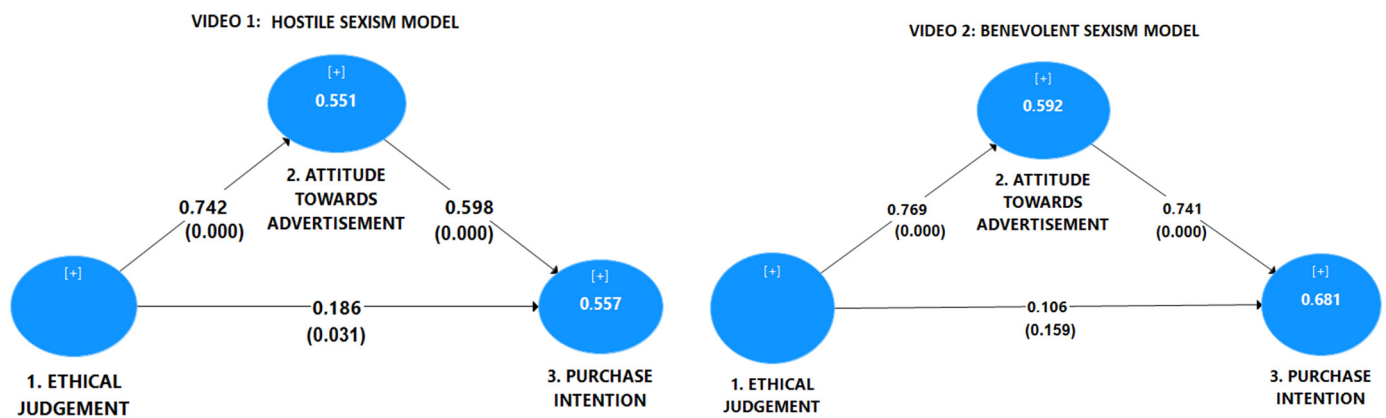 VIDEO 1: HOSTILE SEXISM MODEL
[+]
0.551
2. ATTITUDE
TOWARDS
ADVERTISEMENT
0.742
(0.000)
0.598
(0.000)
[+]
[+]
0.557
0.186
(0.031)
1. ETHICAL
JUDGEMENT
3. PURCHASE
INTENTION
VIDEO 2: BENEVOLENT SEXISM MODEL
[+]
0.592
2. ATTITUDE
TOWARDS
ADVERTISEMENT
0.769
(0.000)
0.741
(0.000)
[+]
[+]
0.681
0.106
(0.159)
1. ETHICAL
JUDGEMENT
3. PURCHASE
INTENTION